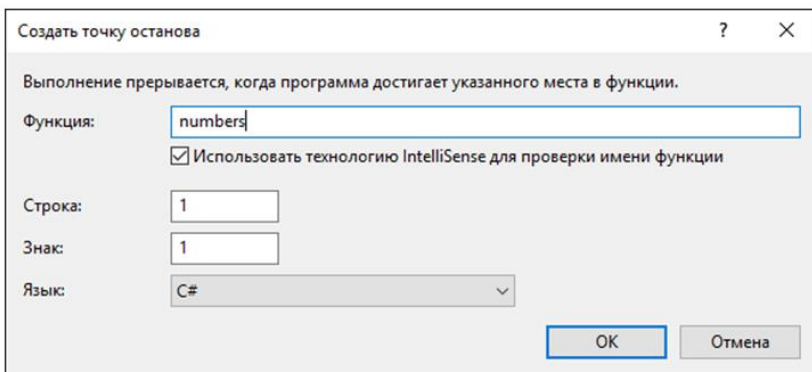 Создать точку останова
Выполнение прерывается, когда программа достигает указанного места в функции.
Функция: numbers
Использовать технологию IntelliSense для проверки имени функции
Строка: 1
Знак: 1
Язык: C#
OK Отмена